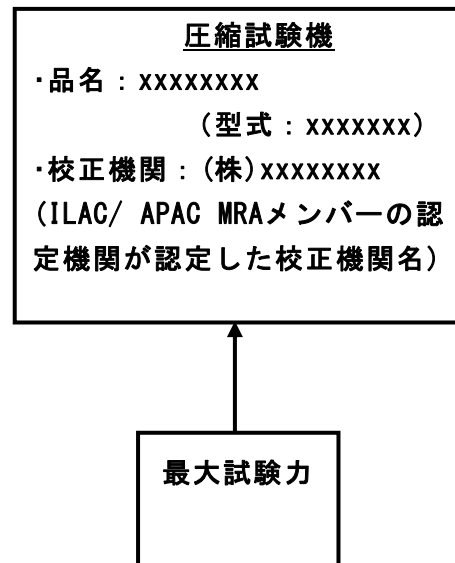 圧縮試験機
･品名：xxxxxxxx
（型式：xxxxxxx）
･校正機関：(株)xxxxxxxx
(ILAC/ APAC MRAメンバーの認
定機関が認定した校正機関名)
最大試験力